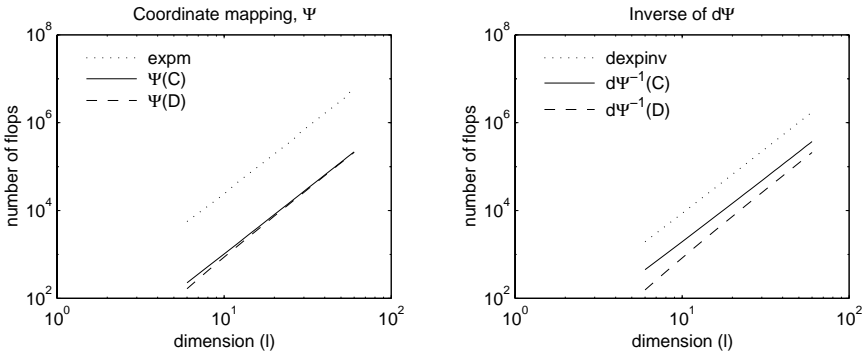 Coordinate mapping, Ψ
10^8
10^6
10^4
10^2
number of flops
expm
Ψ(C)
Ψ(D)
10^0
10^1
10^2
dimension (l)
Inverse of dΨ
10^8
10^6
10^4
10^2
number of flops
dexpinv
dΨ^-1(C)
dΨ^-1(D)
10^0
10^1
10^2
dimension (l)